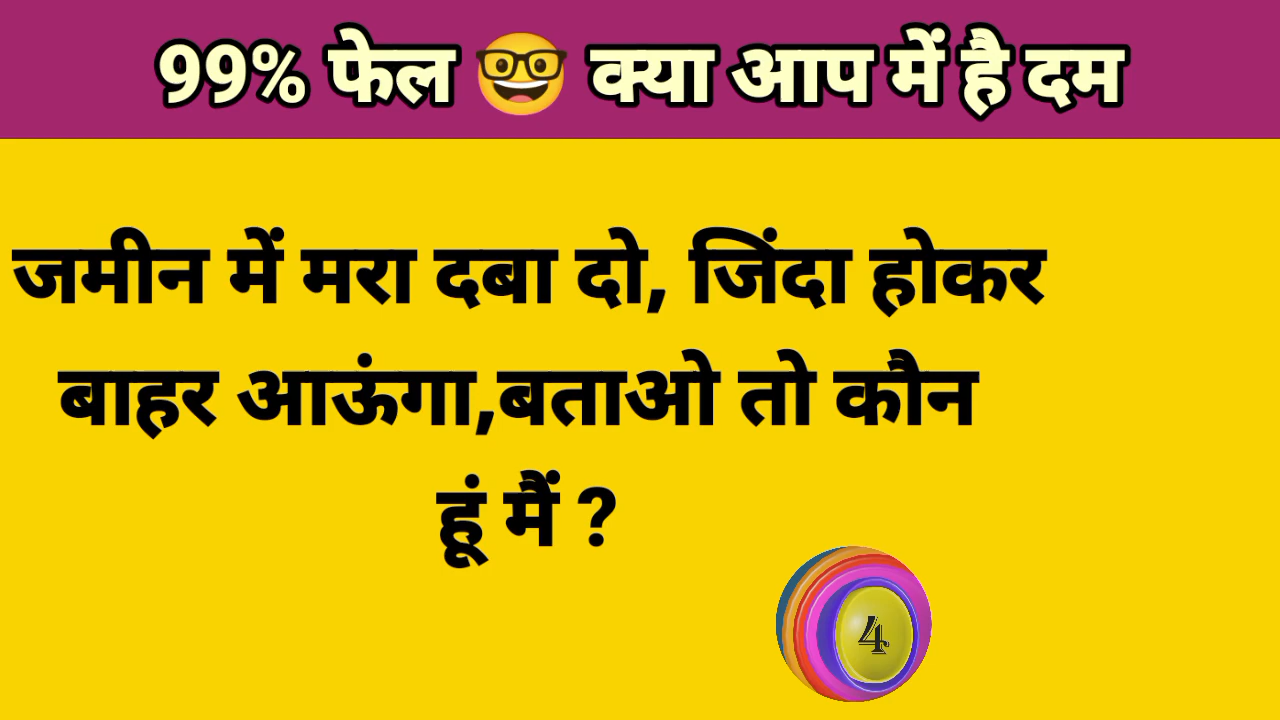 99% फेल 🤓 क्या आप में है दम
जमीन में मरा दबा दो, जिंदा होकर
बाहर आऊंगा,बताओ तो कौन
हूं मैं ?
4